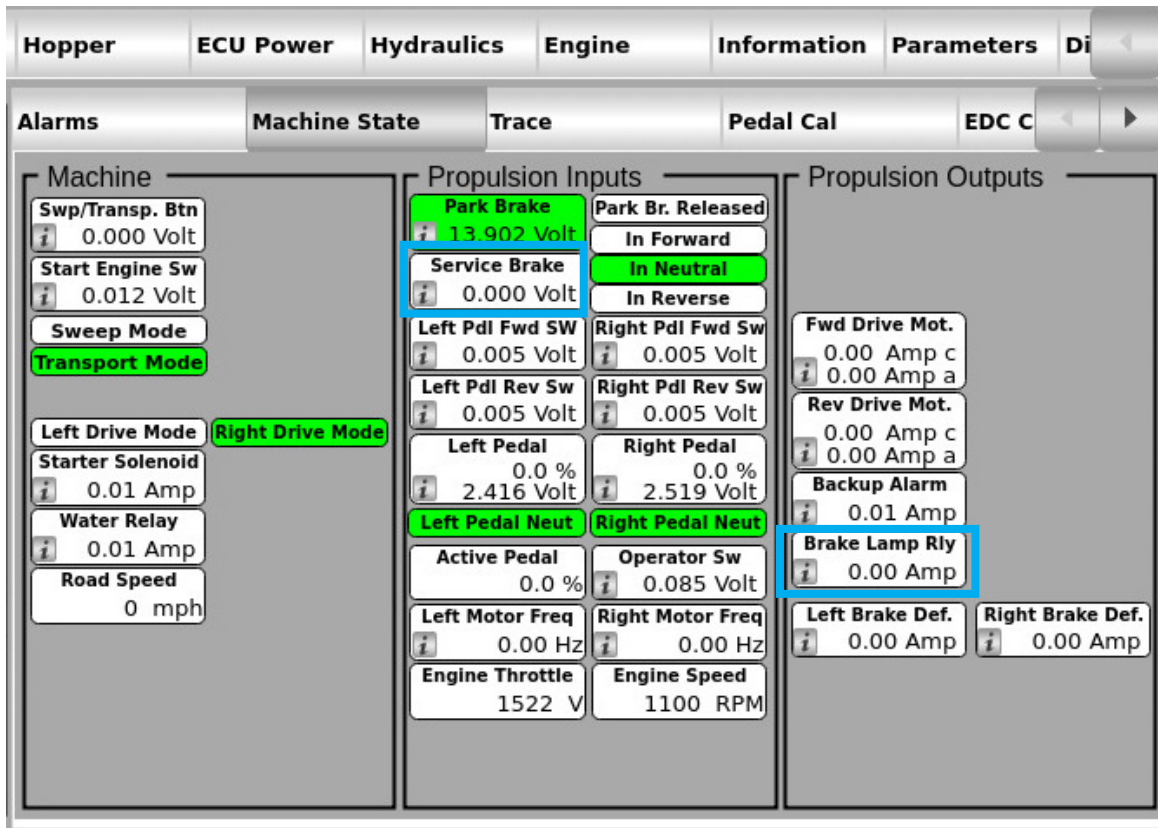 Hopper ECU Power Hydraulics Engine Information Parameters Di
Alarms Machine State Trace Pedal Cal EDC C
Machine
Swp/Transp. Btn
i 0.000 Volt
Start Engine Sw
i 0.012 Volt
Sweep Mode
Transport Mode
Left Drive Mode Right Drive Mode
Starter Solenoid
i 0.01 Amp
Water Relay
i 0.01 Amp
Road Speed
0 mph
Propulsion Inputs
Park Brake Park Br. Released
i 13.902 Volt In Forward
Service Brake In Neutral
i 0.000 Volt In Reverse
Left Pdl Fwd SW Right Pdl Fwd Sw
i 0.005 Volt i 0.005 Volt
Left Pdl Rev Sw Right Pdl Rev Sw
i 0.005 Volt i 0.005 Volt
Left Pedal Right Pedal
0.0 % 0.0 %
i 2.416 Volt i 2.519 Volt
Left Pedal Neut Right Pedal Neut
Active Pedal Operator Sw
0.0 % i 0.085 Volt
Left Motor Freq Right Motor Freq
i 0.00 Hz i 0.00 Hz
Engine Throttle Engine Speed
1522 V 1100 RPM
Propulsion Outputs
Fwd Drive Mot.
0.00 Amp c
i 0.00 Amp a
Rev Drive Mot.
0.00 Amp c
i 0.00 Amp a
Backup Alarm
i 0.01 Amp
Brake Lamp Rly
i 0.00 Amp
Left Brake Def. Right Brake Def.
i 0.00 Amp i 0.00 Amp